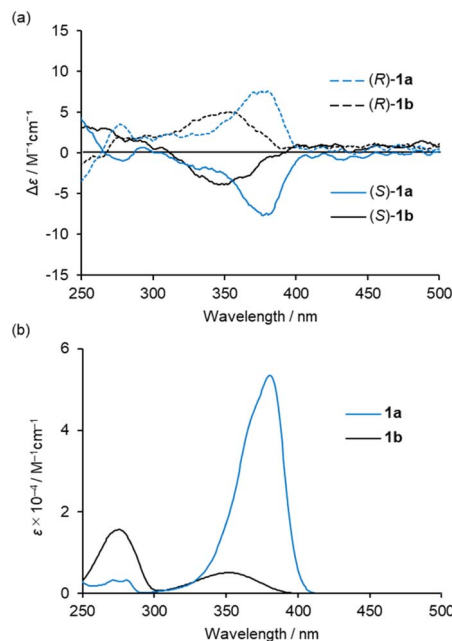 (a)
15
10
5
0
-5
-10
-15
Δε / M⁻¹cm⁻¹
(R)-1a
(R)-1b
(S)-1a
(S)-1b
250 300 350 400 450 500
Wavelength / nm
(b)
6
4
2
0
ε × 10⁻⁴ / M⁻¹cm⁻¹
1a
1b
250 300 350 400 450 500
Wavelength / nm